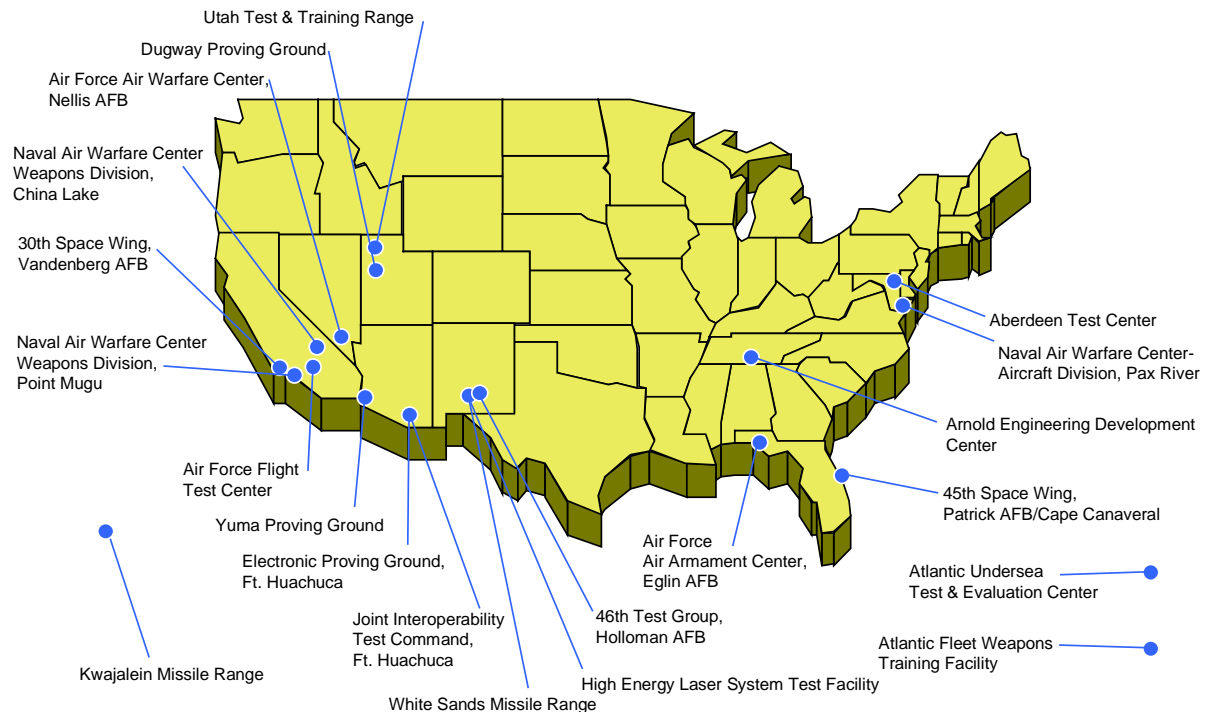 Utah Test & Training Range
Dugway Proving Ground
Air Force Air Warfare Center,
Nellis AFB
Naval Air Warfare Center
Weapons Division,
China Lake
30th Space Wing,
Vandenberg AFB
Naval Air Warfare Center
Weapons Division,
Point Mugu
Air Force Flight
Test Center
Yuma Proving Ground
Electronic Proving Ground,
Ft. Huachuca
Joint Interoperability
Test Command,
Ft. Huachuca
Kwajalein Missile Range
White Sands Missile Range
High Energy Laser System Test Facility
46th Test Group,
Holloman AFB
Air Force
Air Armament Center,
Eglin AFB
Aberdeen Test Center
Naval Air Warfare Center-
Aircraft Division, Pax River
Arnold Engineering Development
Center
45th Space Wing,
Patrick AFB/Cape Canaveral
Atlantic Undersea
Test & Evaluation Center
Atlantic Fleet Weapons
Training Facility